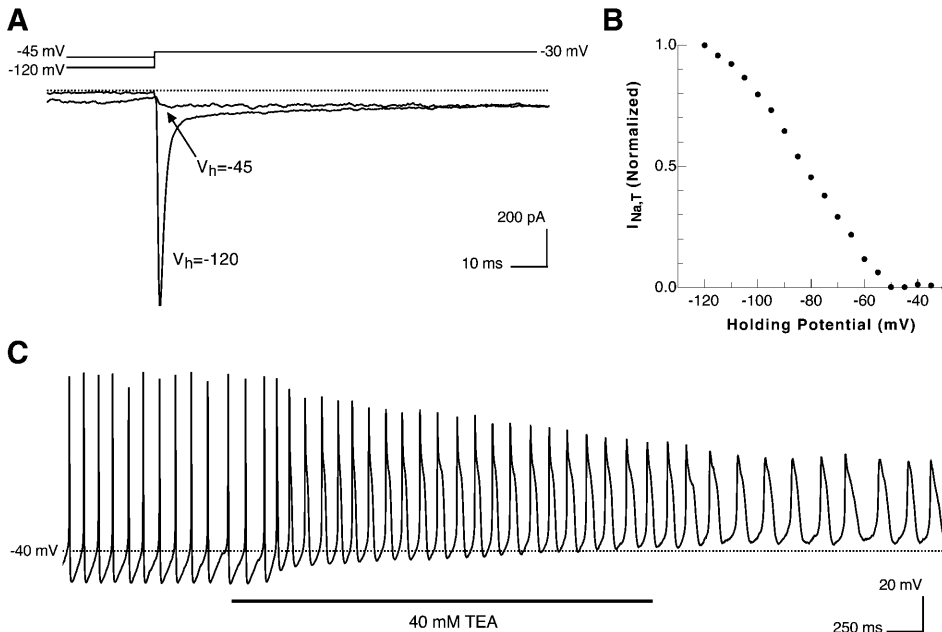 A
-45 mV
-120 mV
-30 mV
Vh=-45
Vh=-120
200 pA
10 ms
B
INa,T (Normalized)
1.0
0.5
0.0
-120 -100 -80 -60 -40
Holding Potential (mV)
C
-40 mV
40 mM TEA
20 mV
250 ms